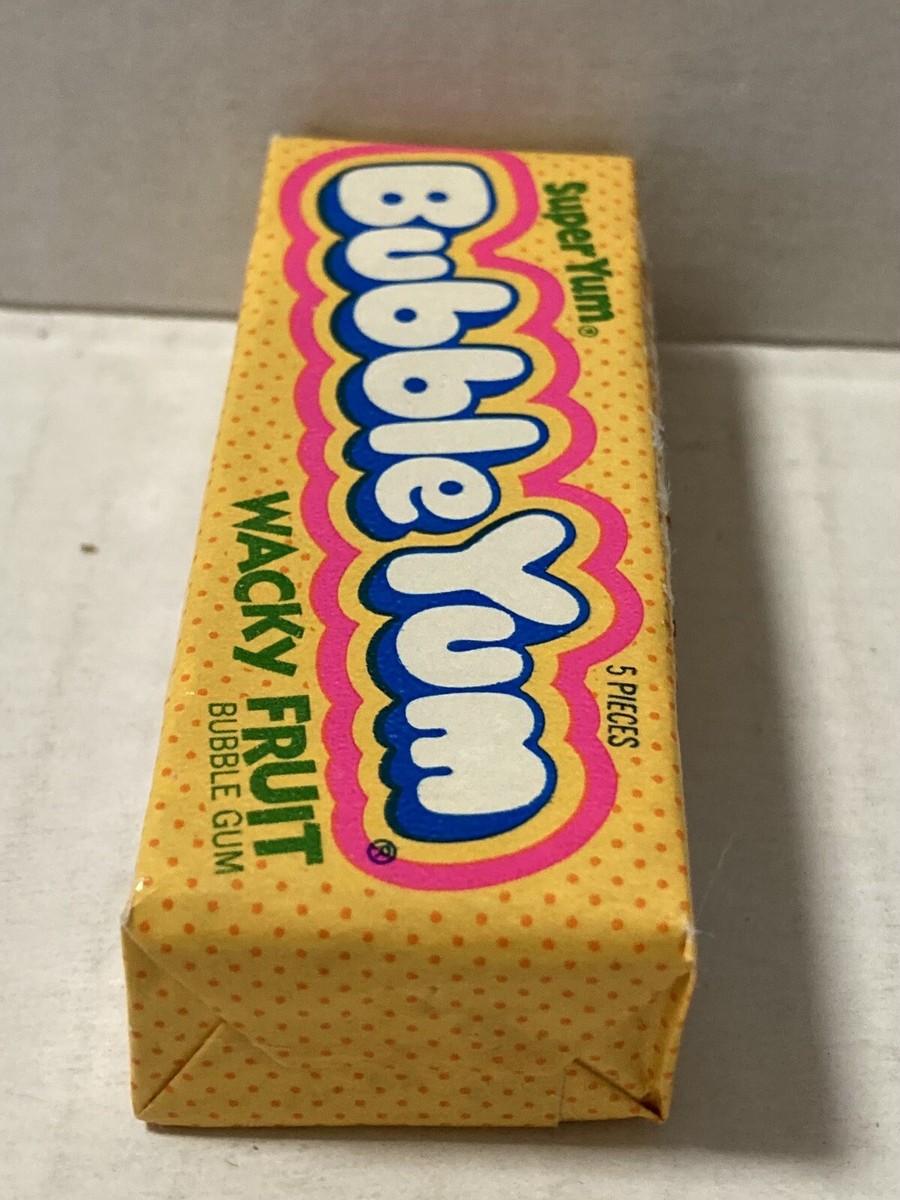 Super Yum®
5 PIECES
Bubble Yum®
WACKY FRUIT
BUBBLE GUM